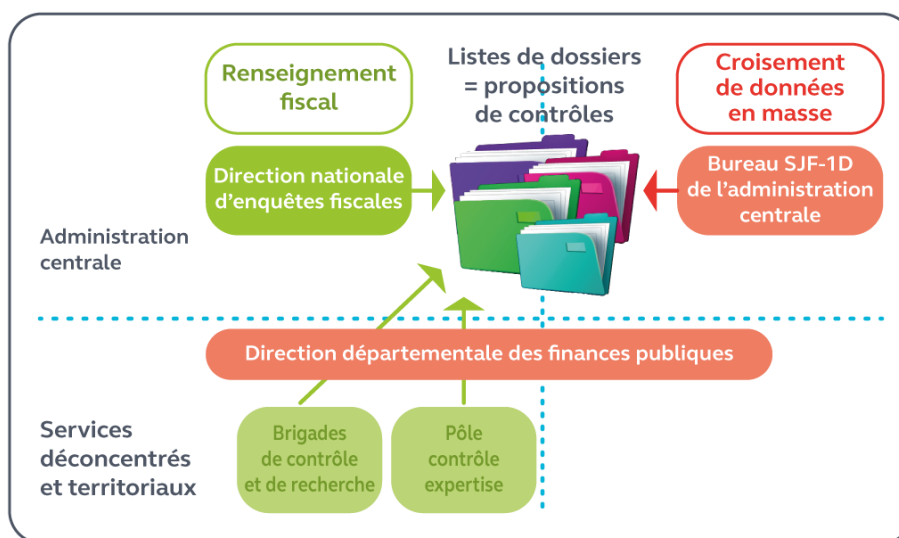 Renseignement
fiscal
Listes de dossiers
= propositions
de contrôles
Croisement
de données
en masse
Direction nationale
d'enquêtes fiscales
Bureau SJF-1D
de l'administration
centrale
Administration
centrale
Direction départementale des finances publiques
Services
déconcentrés
et territoriaux
Brigades
de contrôle
et de recherche
Pôle
contrôle
expertise